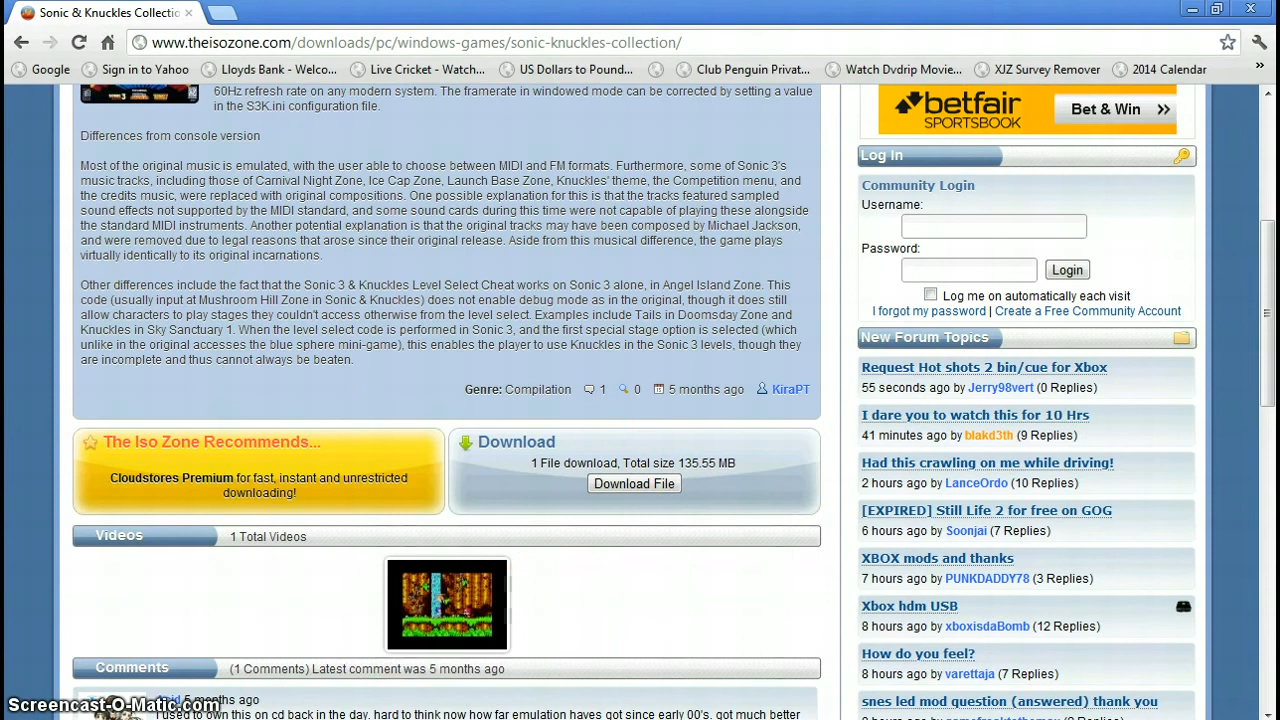 Sonic & Knuckles Collectio
www.theisozone.com/downloads/pc/windows-games/sonic-knuckles-collection/
Google Sign in to Yahoo Lloyds Bank - Welco... Live Cricket - Watch... US Dollars to Pound... Club Penguin Privat... Watch Dvdrip Movie... XJZ Survey Remover 2014 Calendar »
60Hz refresh rate on any modern system. The framerate in windowed mode can be corrected by setting a value
in the S3K.ini configuration file.
Differences from console version
Most of the original music is emulated, with the user able to choose between MIDI and FM formats. Furthermore, some of Sonic 3's
music tracks, including those of Carnival Night Zone, Ice Cap Zone, Launch Base Zone, Knuckles' theme, the Competition menu, and
the credits music, were replaced with original compositions. One possible explanation for this is that the tracks featured sampled
sound effects not supported by the MIDI standard, and some sound cards during this time were not capable of playing these alongside
the standard MIDI instruments. Another potential explanation is that the original tracks may have been composed by Michael Jackson,
and were removed due to legal reasons that arose since their original release. Aside from this musical difference, the game plays
virtually identically to its original incarnations.
Other differences include the fact that the Sonic 3 & Knuckles Level Select Cheat works on Sonic 3 alone, in Angel Island Zone. This
code (usually input at Mushroom Hill Zone in Sonic & Knuckles) does not enable debug mode as in the original, though it does still
allow characters to play stages they couldn't access otherwise from the level select. Examples include Tails in Doomsday Zone and
Knuckles in Sky Sanctuary 1. When the level select code is performed in Sonic 3, and the first special stage option is selected (which
unlike in the original accesses the blue sphere mini-game), this enables the player to use Knuckles in the Sonic 3 levels, though they
are incomplete and thus cannot always be beaten.
Genre: Compilation 1 0 5 months ago KiraPT
The Iso Zone Recommends...
Cloudstores Premium for fast, instant and unrestricted
downloading!
Download
1 File download, Total size 135.55 MB
Download File
Videos 1 Total Videos
Comments (1 Comments) Latest comment was 5 months ago
5 months ago
I used to own this on cd back in the day, hard to think now how far emulation haves got since early 00's, got much better
betfair
SPORTSBOOK
Bet & Win >>
Log In
Community Login
Username:
Password:
Login
Log me on automatically each visit
I forgot my password | Create a Free Community Account
New Forum Topics
Request Hot shots 2 bin/cue for Xbox
55 seconds ago by Jerry98vert (0 Replies)
I dare you to watch this for 10 Hrs
41 minutes ago by blakd3th (9 Replies)
Had this crawling on me while driving!
2 hours ago by LanceOrdo (10 Replies)
[EXPIRED] Still Life 2 for free on GOG
6 hours ago by Soonjai (7 Replies)
XBOX mods and thanks
7 hours ago by PUNKDADDY78 (3 Replies)
Xbox hdm USB
8 hours ago by xboxisdaBomb (12 Replies)
How do you feel?
8 hours ago by varettaja (7 Replies)
snes led mod question (answered) thank you
Screencast-O-Matic.com